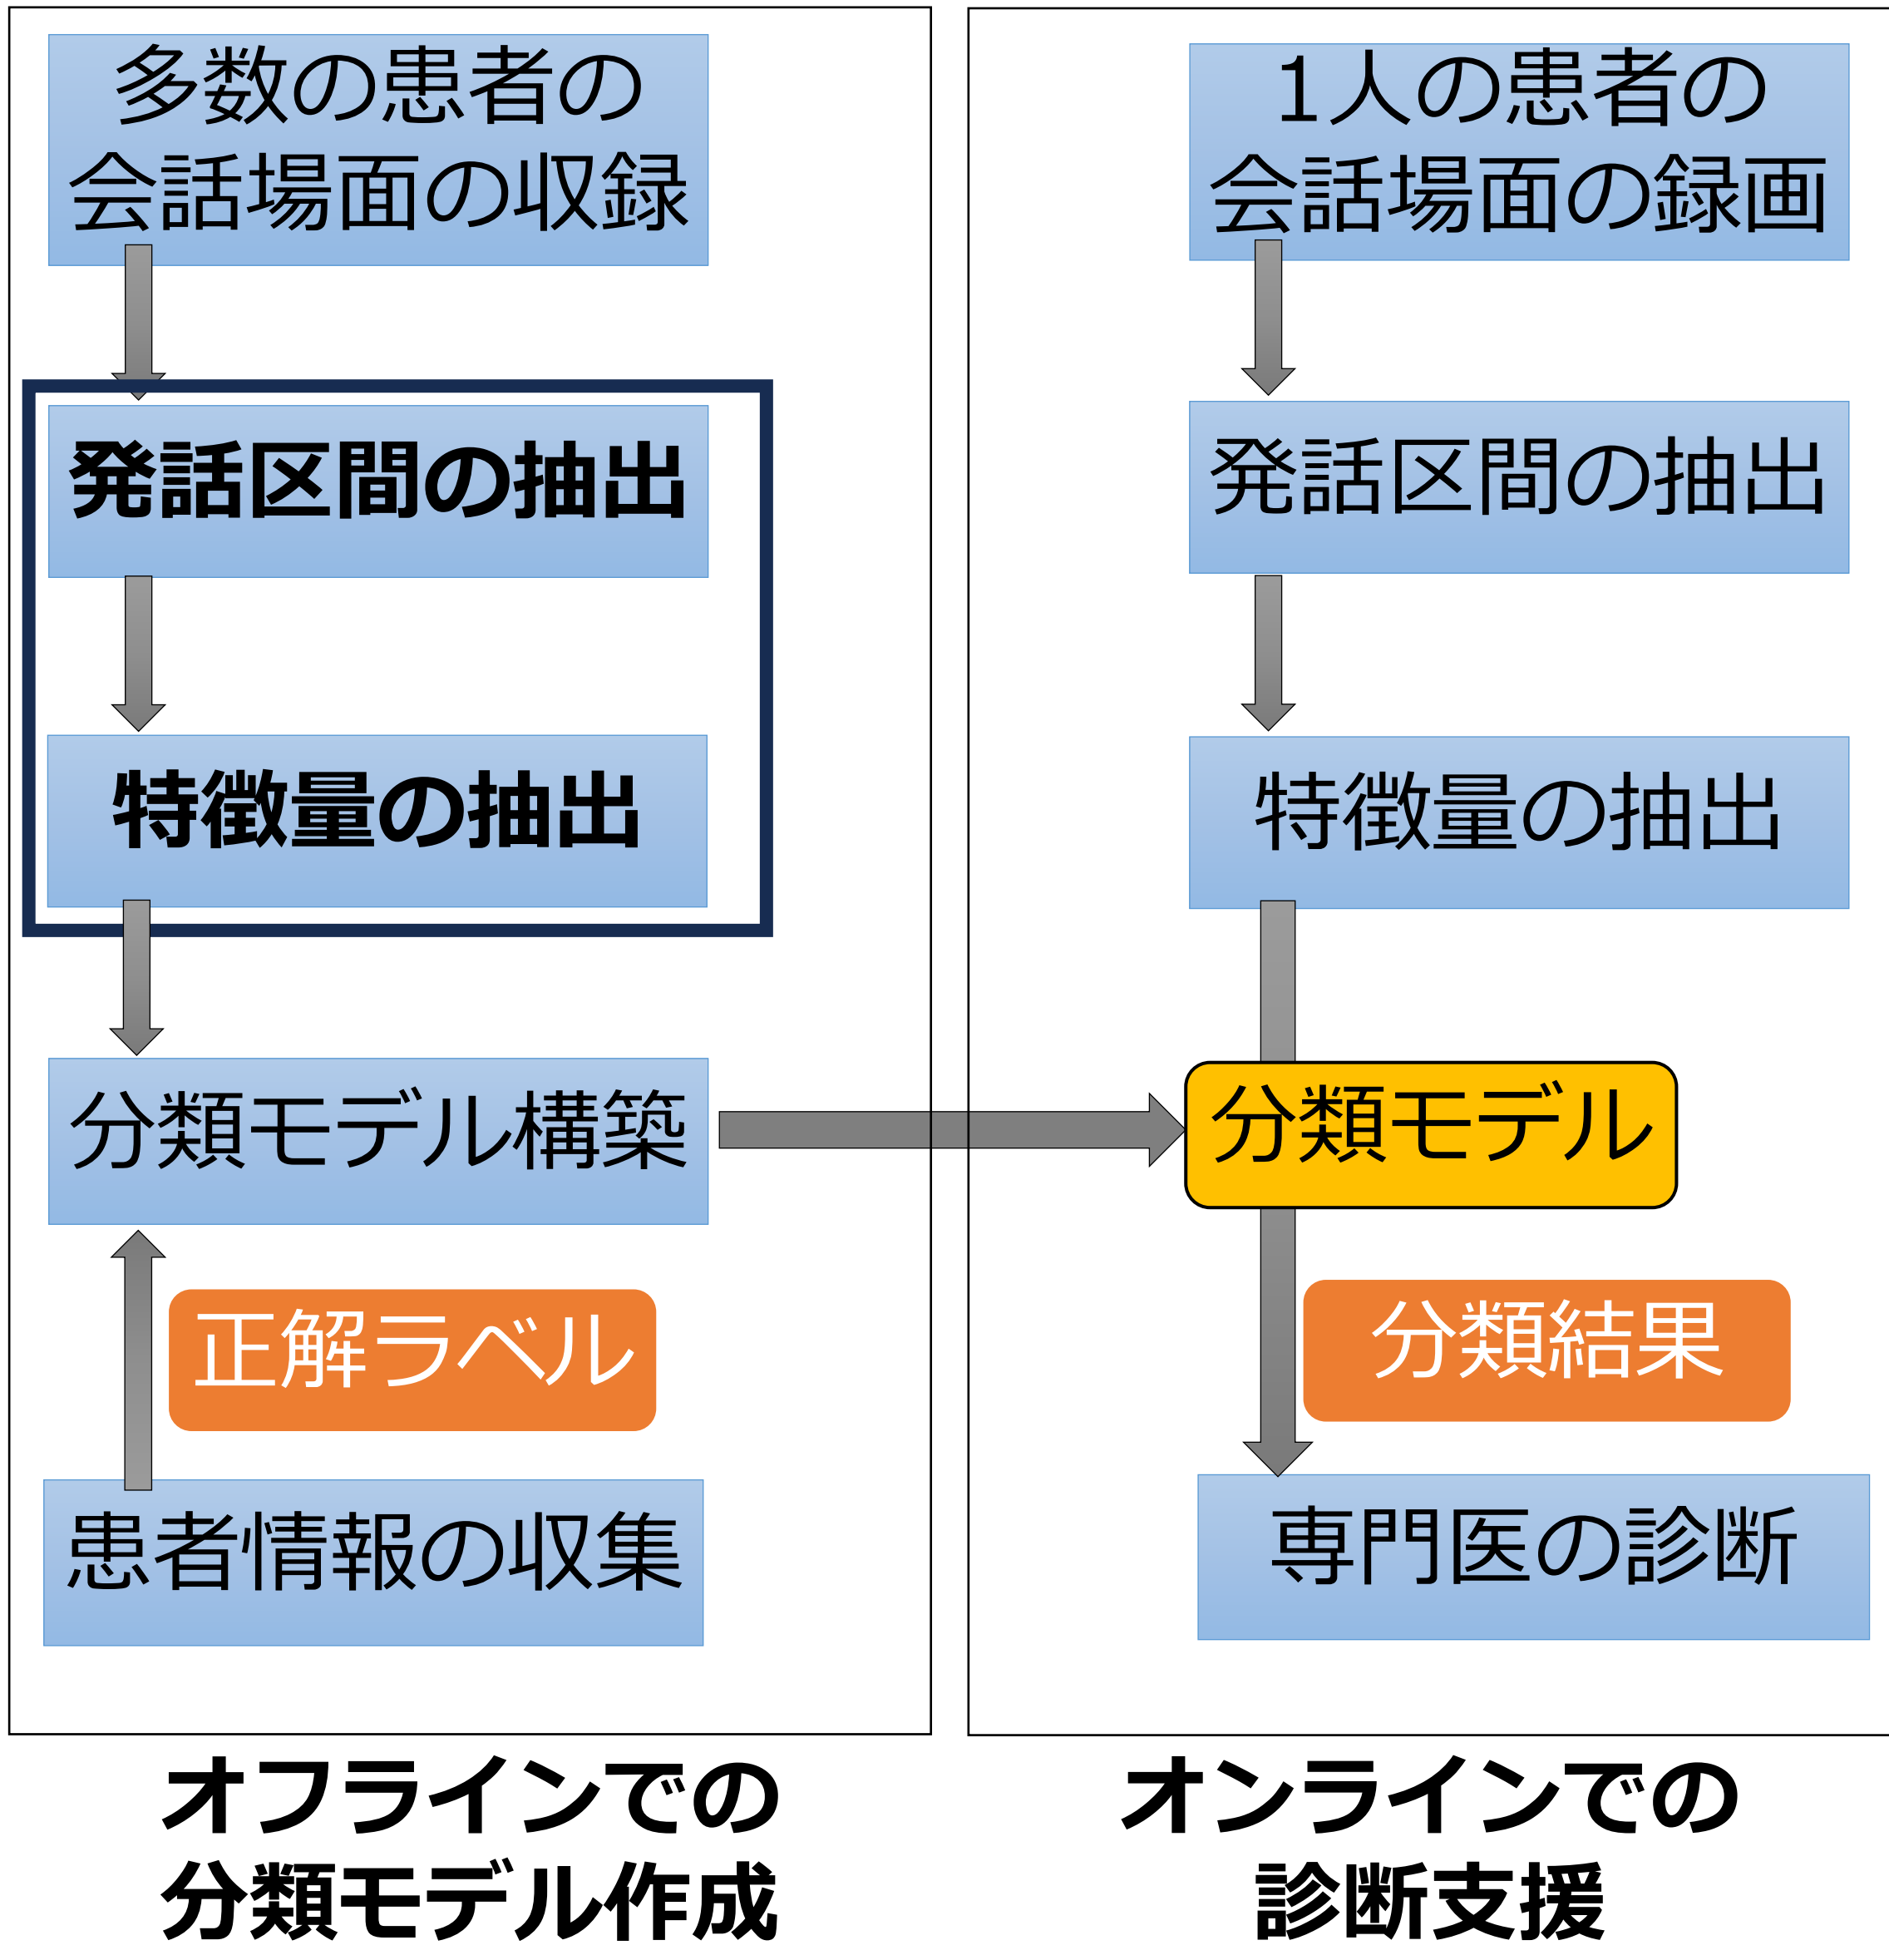 多数の患者の
会話場面の収録
発話区間の抽出
特徴量の抽出
分類モデル構築
正解ラベル
患者情報の収集
オフラインでの
分類モデル作成
1人の患者の
会話場面の録画
発話区間の抽出
特徴量の抽出
分類モデル
分類結果
専門医の診断
オンラインでの
診断支援